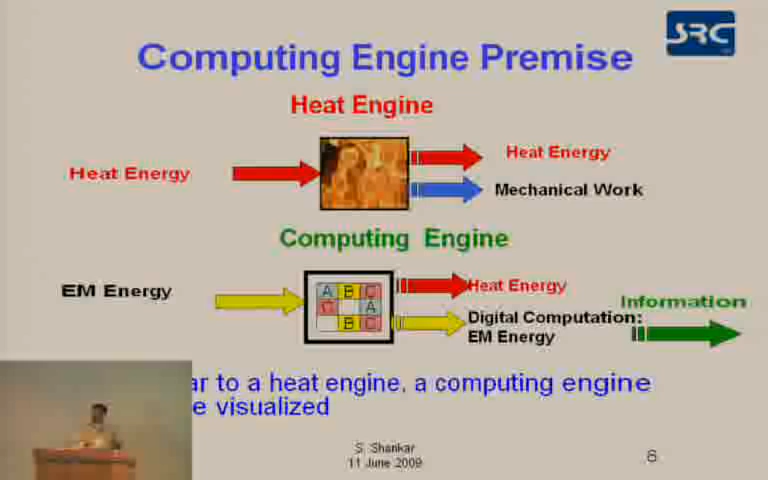 SRC
Computing Engine Premise
Heat Engine
Heat Energy
Heat Energy
Mechanical Work
Computing Engine
EM Energy
A B C
A
B C
Heat Energy
Digital Computation:
EM Energy
Information
ar to a heat engine, a computing engine
e visualized
S. Shankar
11 June 2009
6